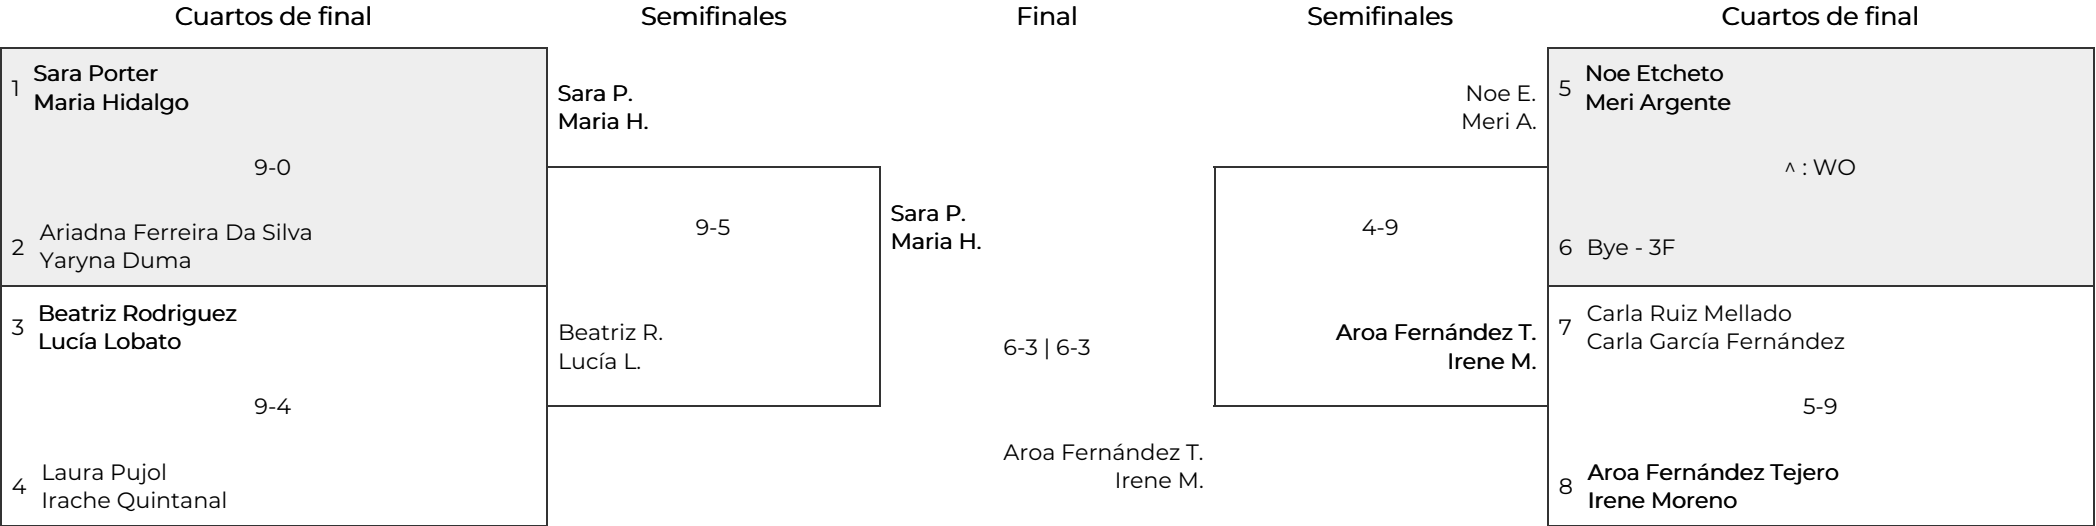 Cuartos de final
Semifinales
Final
Semifinales
Cuartos de final
1
Sara Porter
Maria Hidalgo
9-0
2
Ariadna Ferreira Da Silva
Yaryna Duma
3
Beatriz Rodriguez
Lucía Lobato
9-4
4
Laura Pujol
Irache Quintanal
Sara P.
Maria H.
9-5
Beatriz R.
Lucía L.
Sara P.
Maria H.
6-3 | 6-3
Aroa Fernández T.
Irene M.
Noe E.
Meri A.
4-9
Aroa Fernández T.
Irene M.
5
Noe Etcheto
Meri Argente
^ : WO
6 Bye - 3F
7
Carla Ruiz Mellado
Carla García Fernández
5-9
8
Aroa Fernández Tejero
Irene Moreno